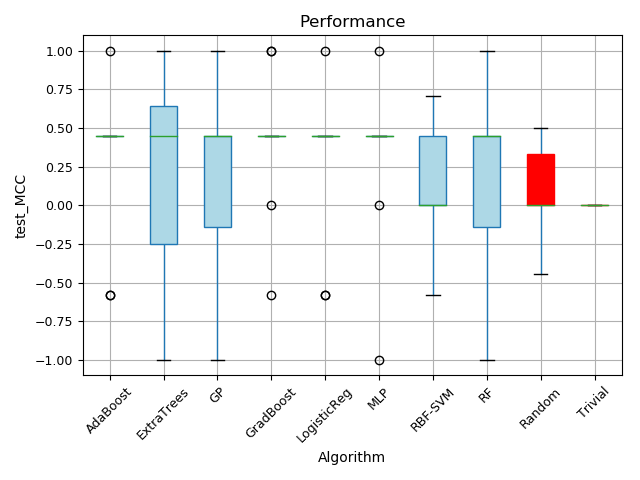 Performance
test_MCC
1.00
0.75
0.50
0.25
0.00
−0.25
−0.50
−0.75
−1.00
AdaBoost
ExtraTrees
GP
GradBoost
LogisticReg
MLP
RBF-SVM
RF
Random
Trivial
Algorithm